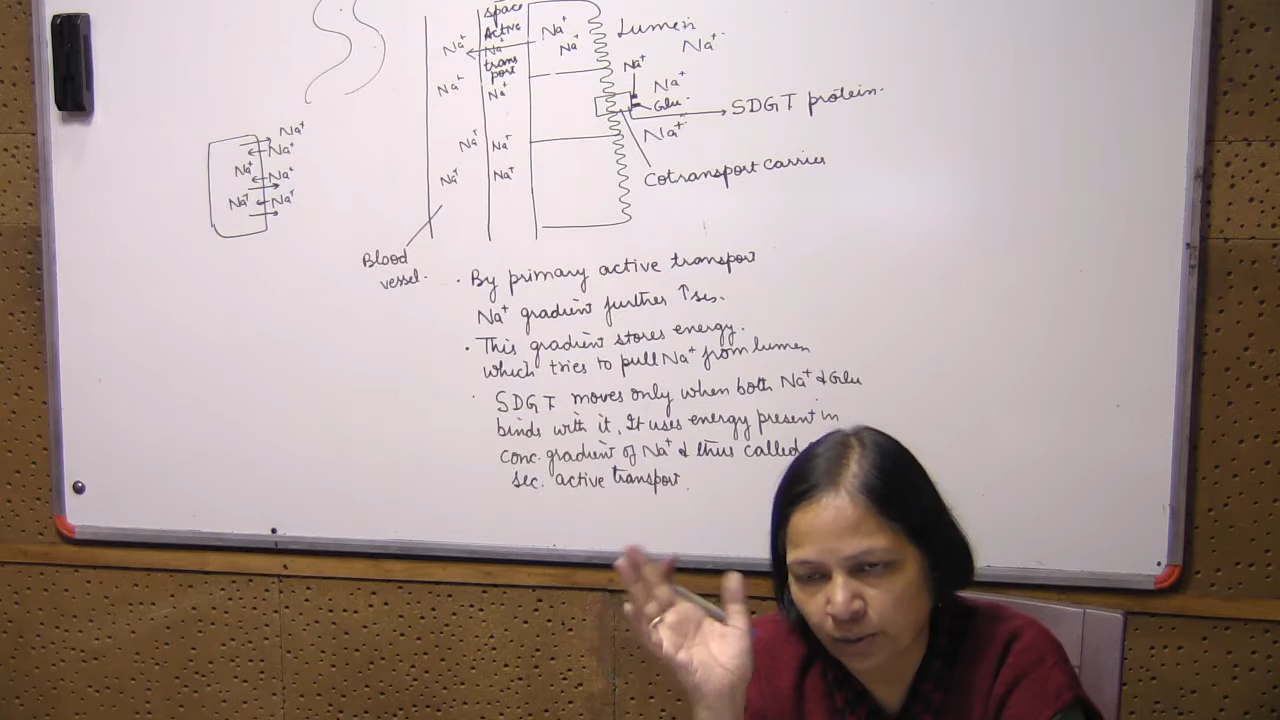 space
Active
Na⁺
trans
port
Na⁺
Na⁺
Na⁺
Na⁺
Na⁺
Na⁺
Na⁺
Na⁺
Na⁺
Lumen
Na⁺
Na⁺
Na⁺
Glu.
Na⁺
SDGT protein.
Cotransport carrier
Na⁺
Na⁺
Na⁺ Na⁺
Na⁺ Na⁺
Blood
vessel.
· By primary active transport
Na⁺ gradient further ↑ses.
· This gradient stores energy.
which tries to pull Na⁺ from lumen
· SDGT moves only when both Na⁺ & Glu
binds with it. It uses energy present in
conc. gradient of Na⁺ & thus called
sec. active transport.